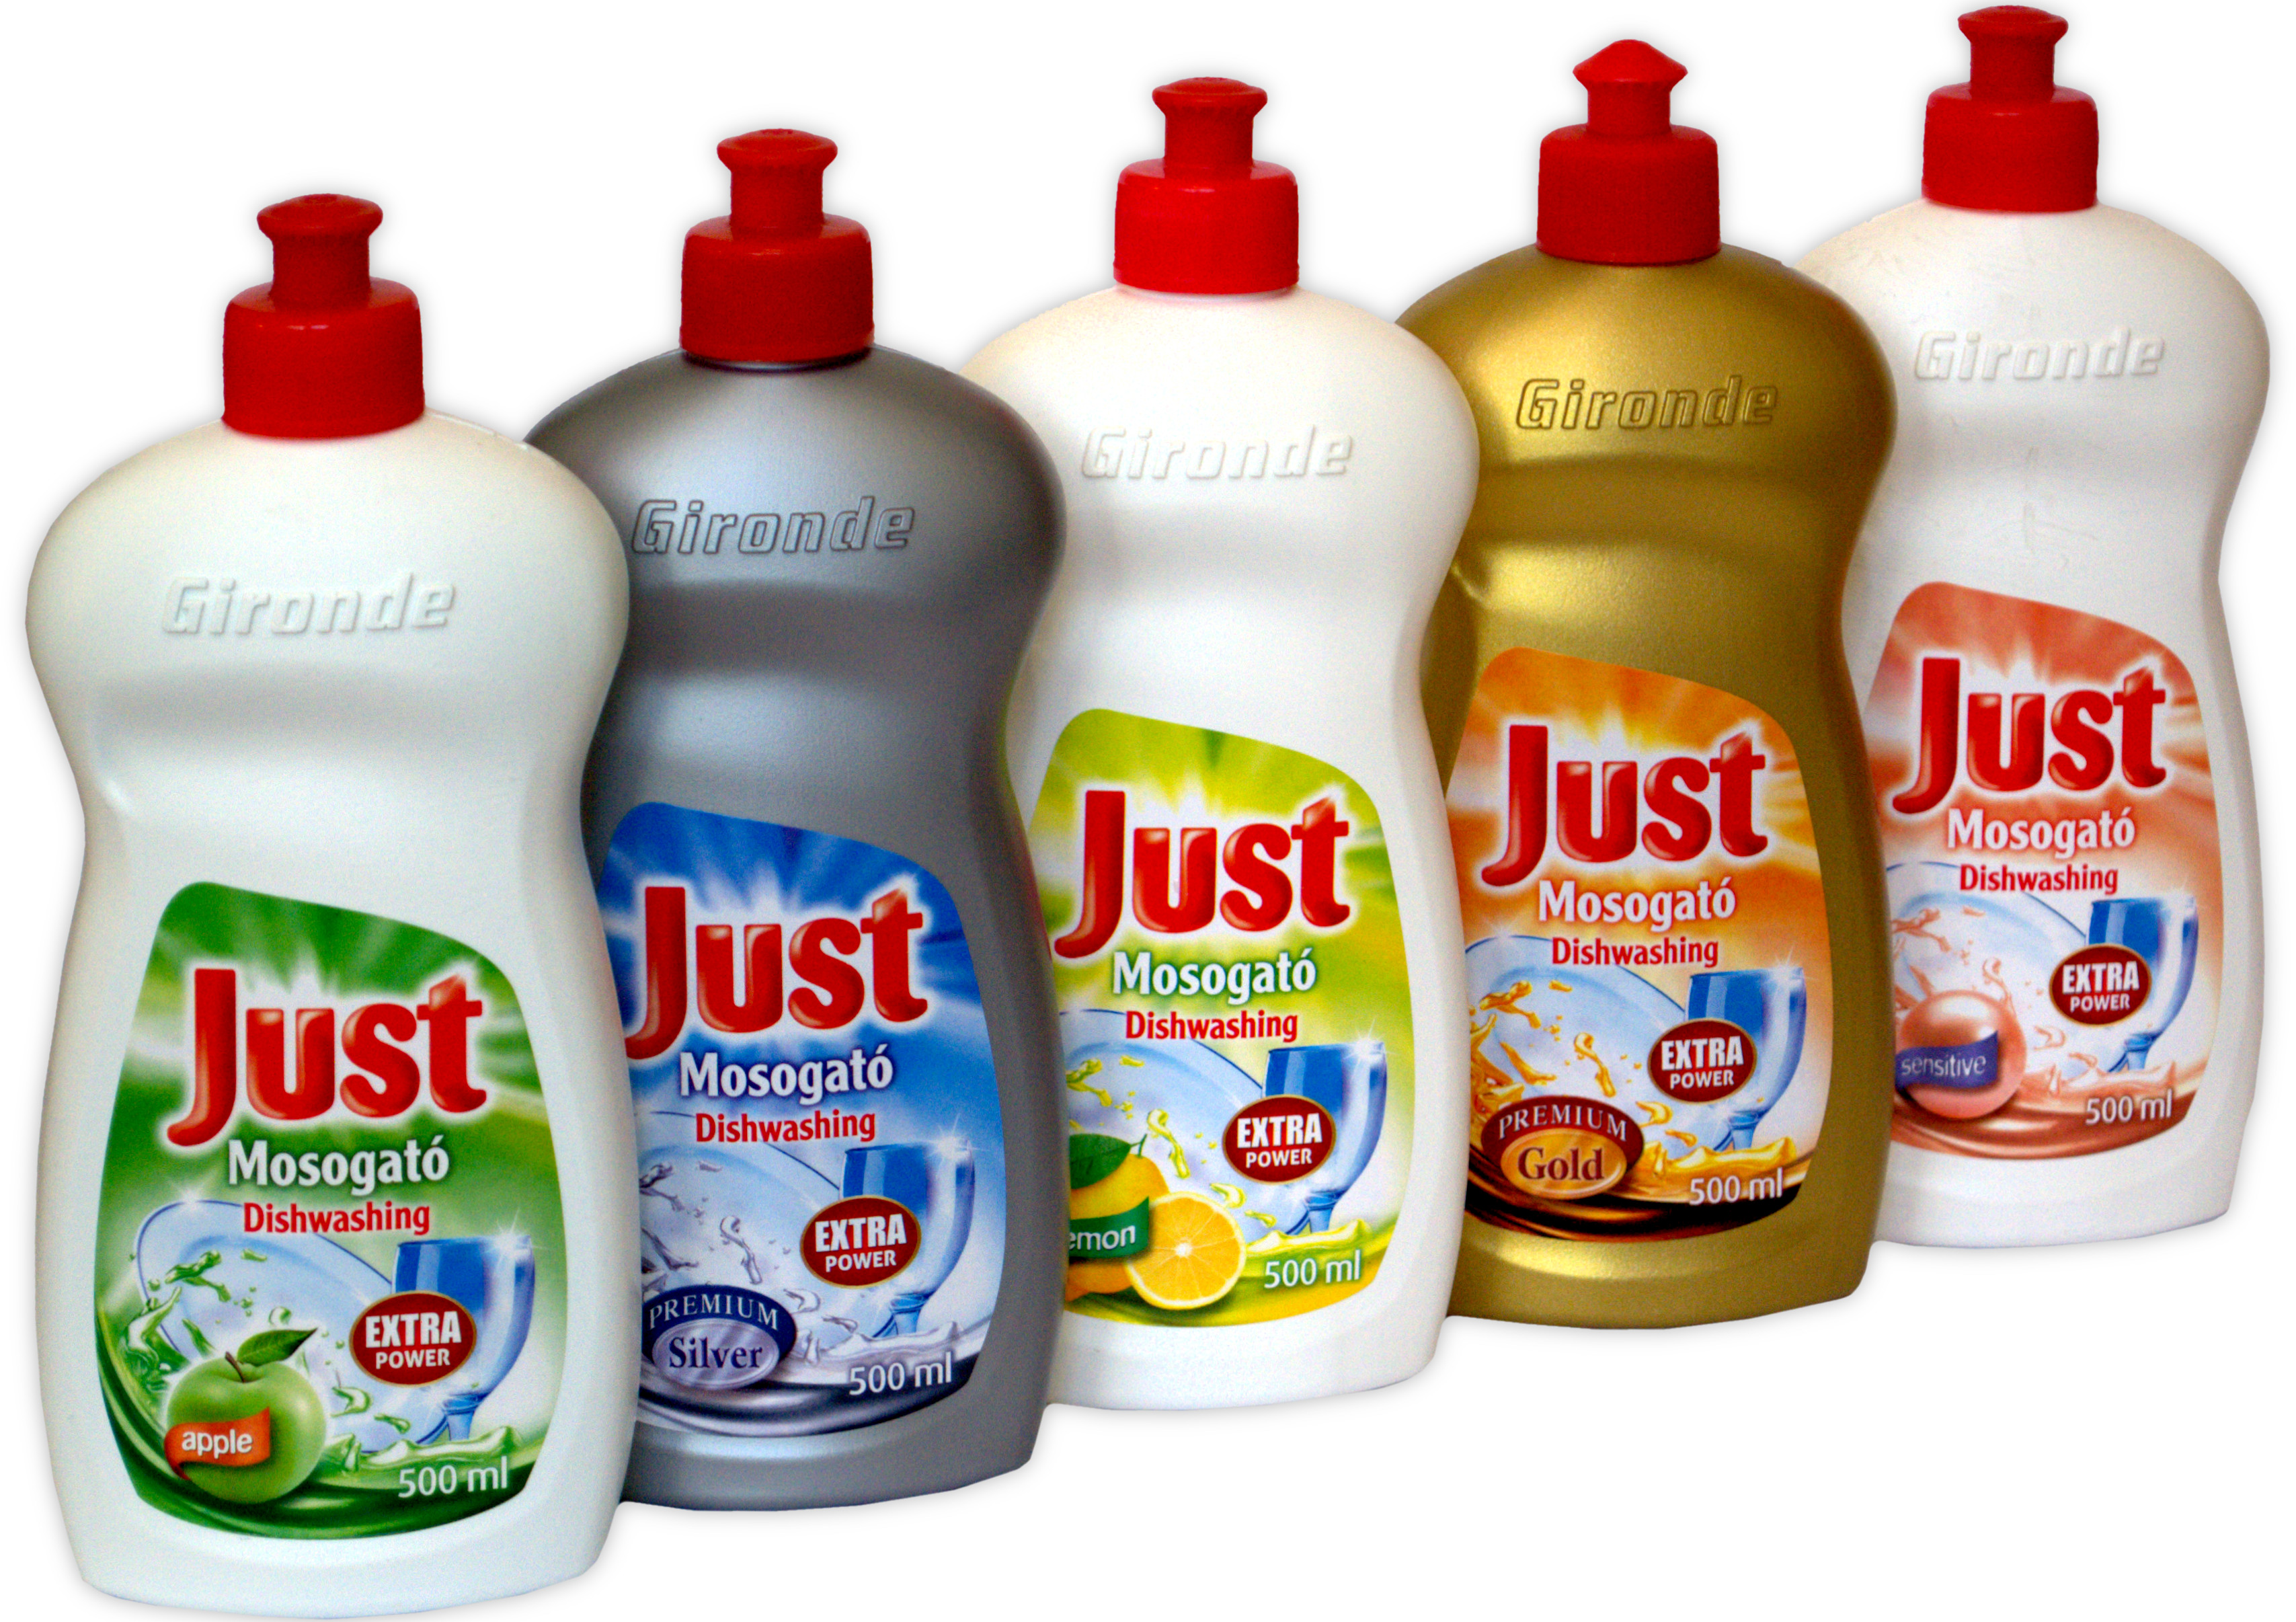 Gironde
Just
Mosogató
Dishwashing
EXTRA
POWER
apple
500 ml
Gironde
Just
Mosogató
Dishwashing
EXTRA
POWER
PREMIUM
Silver
500 ml
Gironde
Just
Mosogató
Dishwashing
EXTRA
POWER
emon
500 ml
Gironde
Just
Mosogató
Dishwashing
EXTRA
POWER
PREMIUM
Gold
500 ml
Gironde
Just
Mosogató
Dishwashing
EXTRA
POWER
sensitive
500 ml